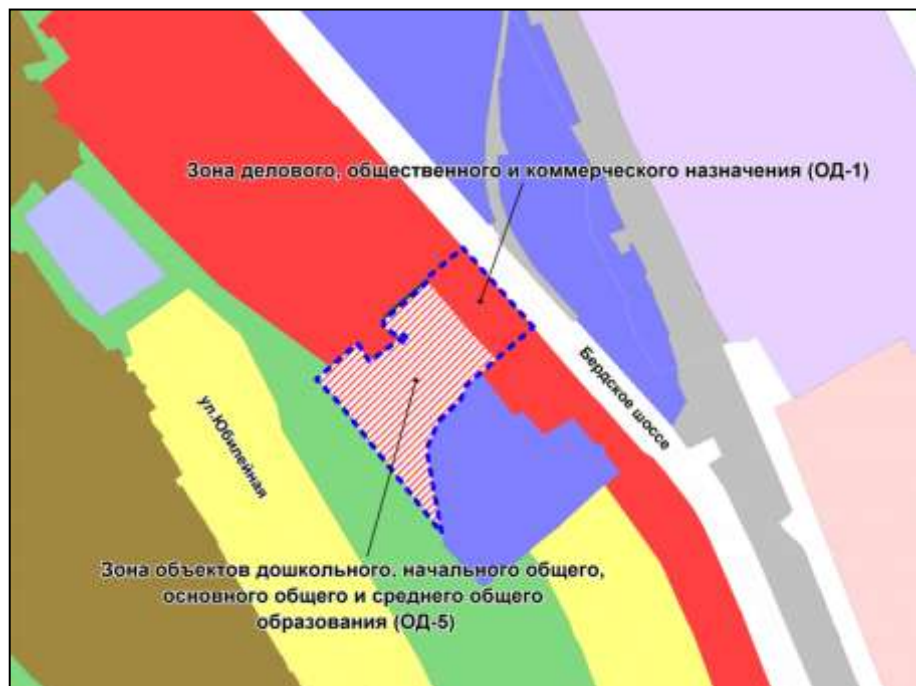 Зона делового, общественного и коммерческого назначения (ОД-1)
Бердское шоссе
ул.Юбилейная
Зона объектов дошкольного, начального общего,
основного общего и среднего общего
образования (ОД-5)